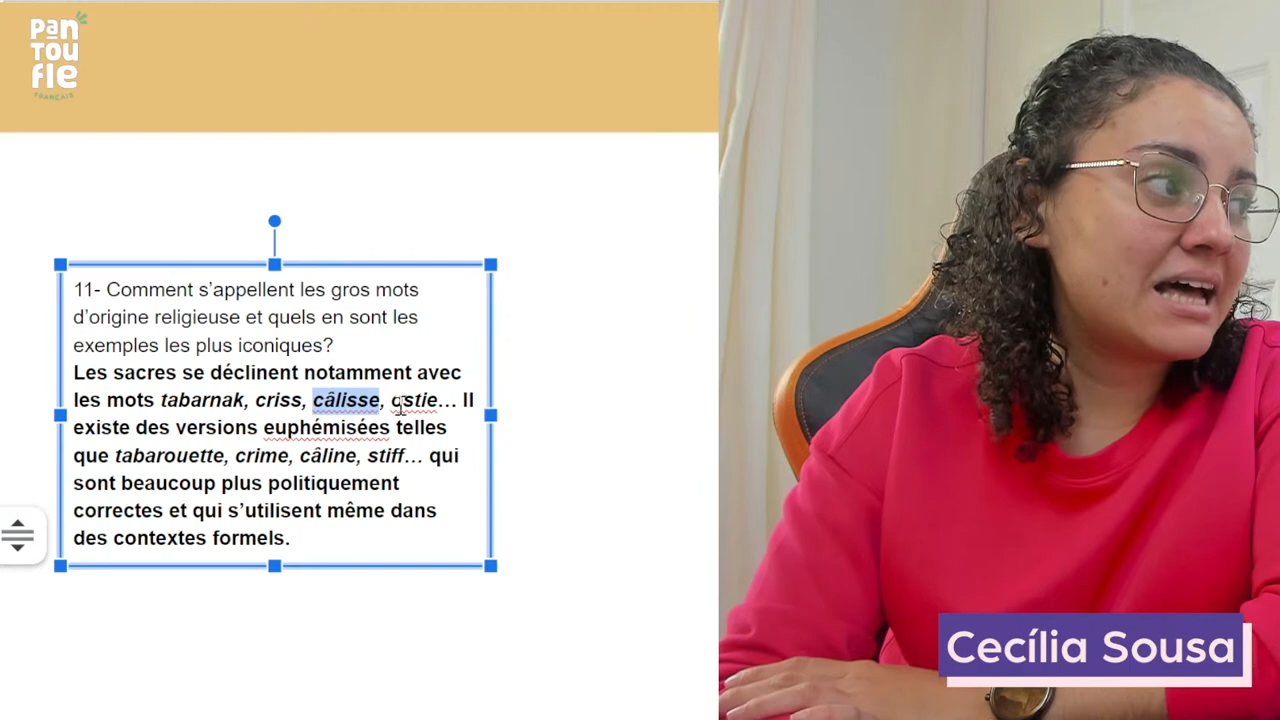 Pan
TOU
fle
FRANÇAIS
11- Comment s’appellent les gros mots
d’origine religieuse et quels en sont les
exemples les plus iconiques?
Les sacres se déclinent notamment avec
les mots tabarnak, criss, câlisse, ostie… Il
existe des versions euphémisées telles
que tabarouette, crime, câline, stiff… qui
sont beaucoup plus politiquement
correctes et qui s’utilisent même dans
des contextes formels.
Cecília Sousa